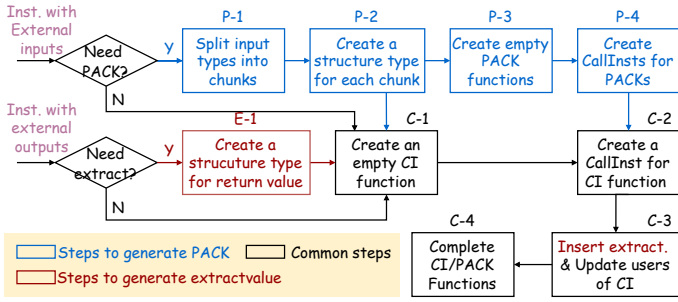 Inst. with
External
inputs
Need
PACK?
Y
N
P-1
Split input
types into
chunks
P-2
Create a
structure type
for each chunk
P-3
Create empty
PACK
functions
P-4
Create
CallInsts for
PACKs
Inst. with
external
outputs
Need
extract?
Y
N
E-1
Create a
strucuture type
for return value
C-1
Create an
empty CI
function
C-2
Create a
CallInst for
CI function
C-3
Insert extract.
& Update users
of CI
C-4
Complete
CI/PACK
Functions
Steps to generate PACK
Common steps
Steps to generate extractvalue